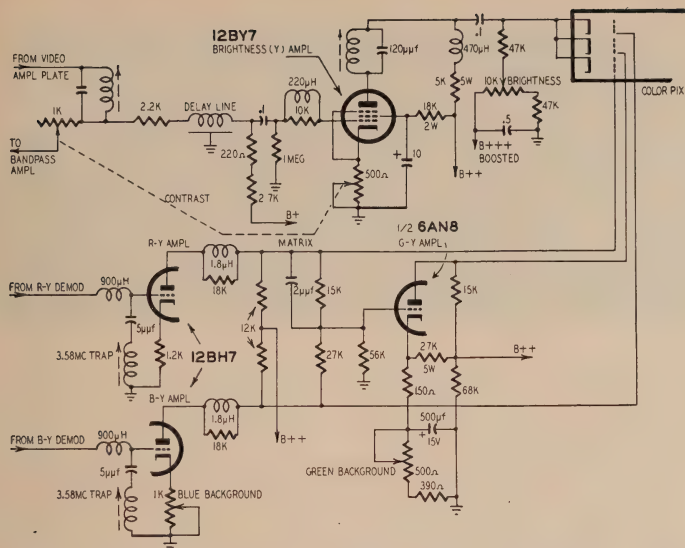 12BY7
BRIGHTNESS (Y) AMPL
FROM VIDEO
AMPL PLATE
1K
TO
BANDPASS
AMPL
2.2K
DELAY LINE
.1
220µH
10K
220Ω
2.7K
1 MEG
B+
CONTRAST
120µµf
500Ω
10
18K
2W
470µH
5K
5W
B++
.1
47K
10K BRIGHTNESS
47K
.5
B+++
BOOSTED
COLOR PIX
R-Y AMPL
1.8µH
18K
MATRIX
1/2 6AN8
G-Y AMPL
FROM R-Y DEMOD
900µH
5µµf
3.58MC TRAP
1.2K
12BH7
12K
2µµf
15K
27K
56K
15K
27K
5W
B++
150Ω
68K
500µf
15V
GREEN BACKGROUND
500Ω
390Ω
B-Y AMPL
1.8µH
18K
B++
FROM B-Y DEMOD
900µH
5µµf
3.58MC TRAP
1K
BLUE BACKGROUND